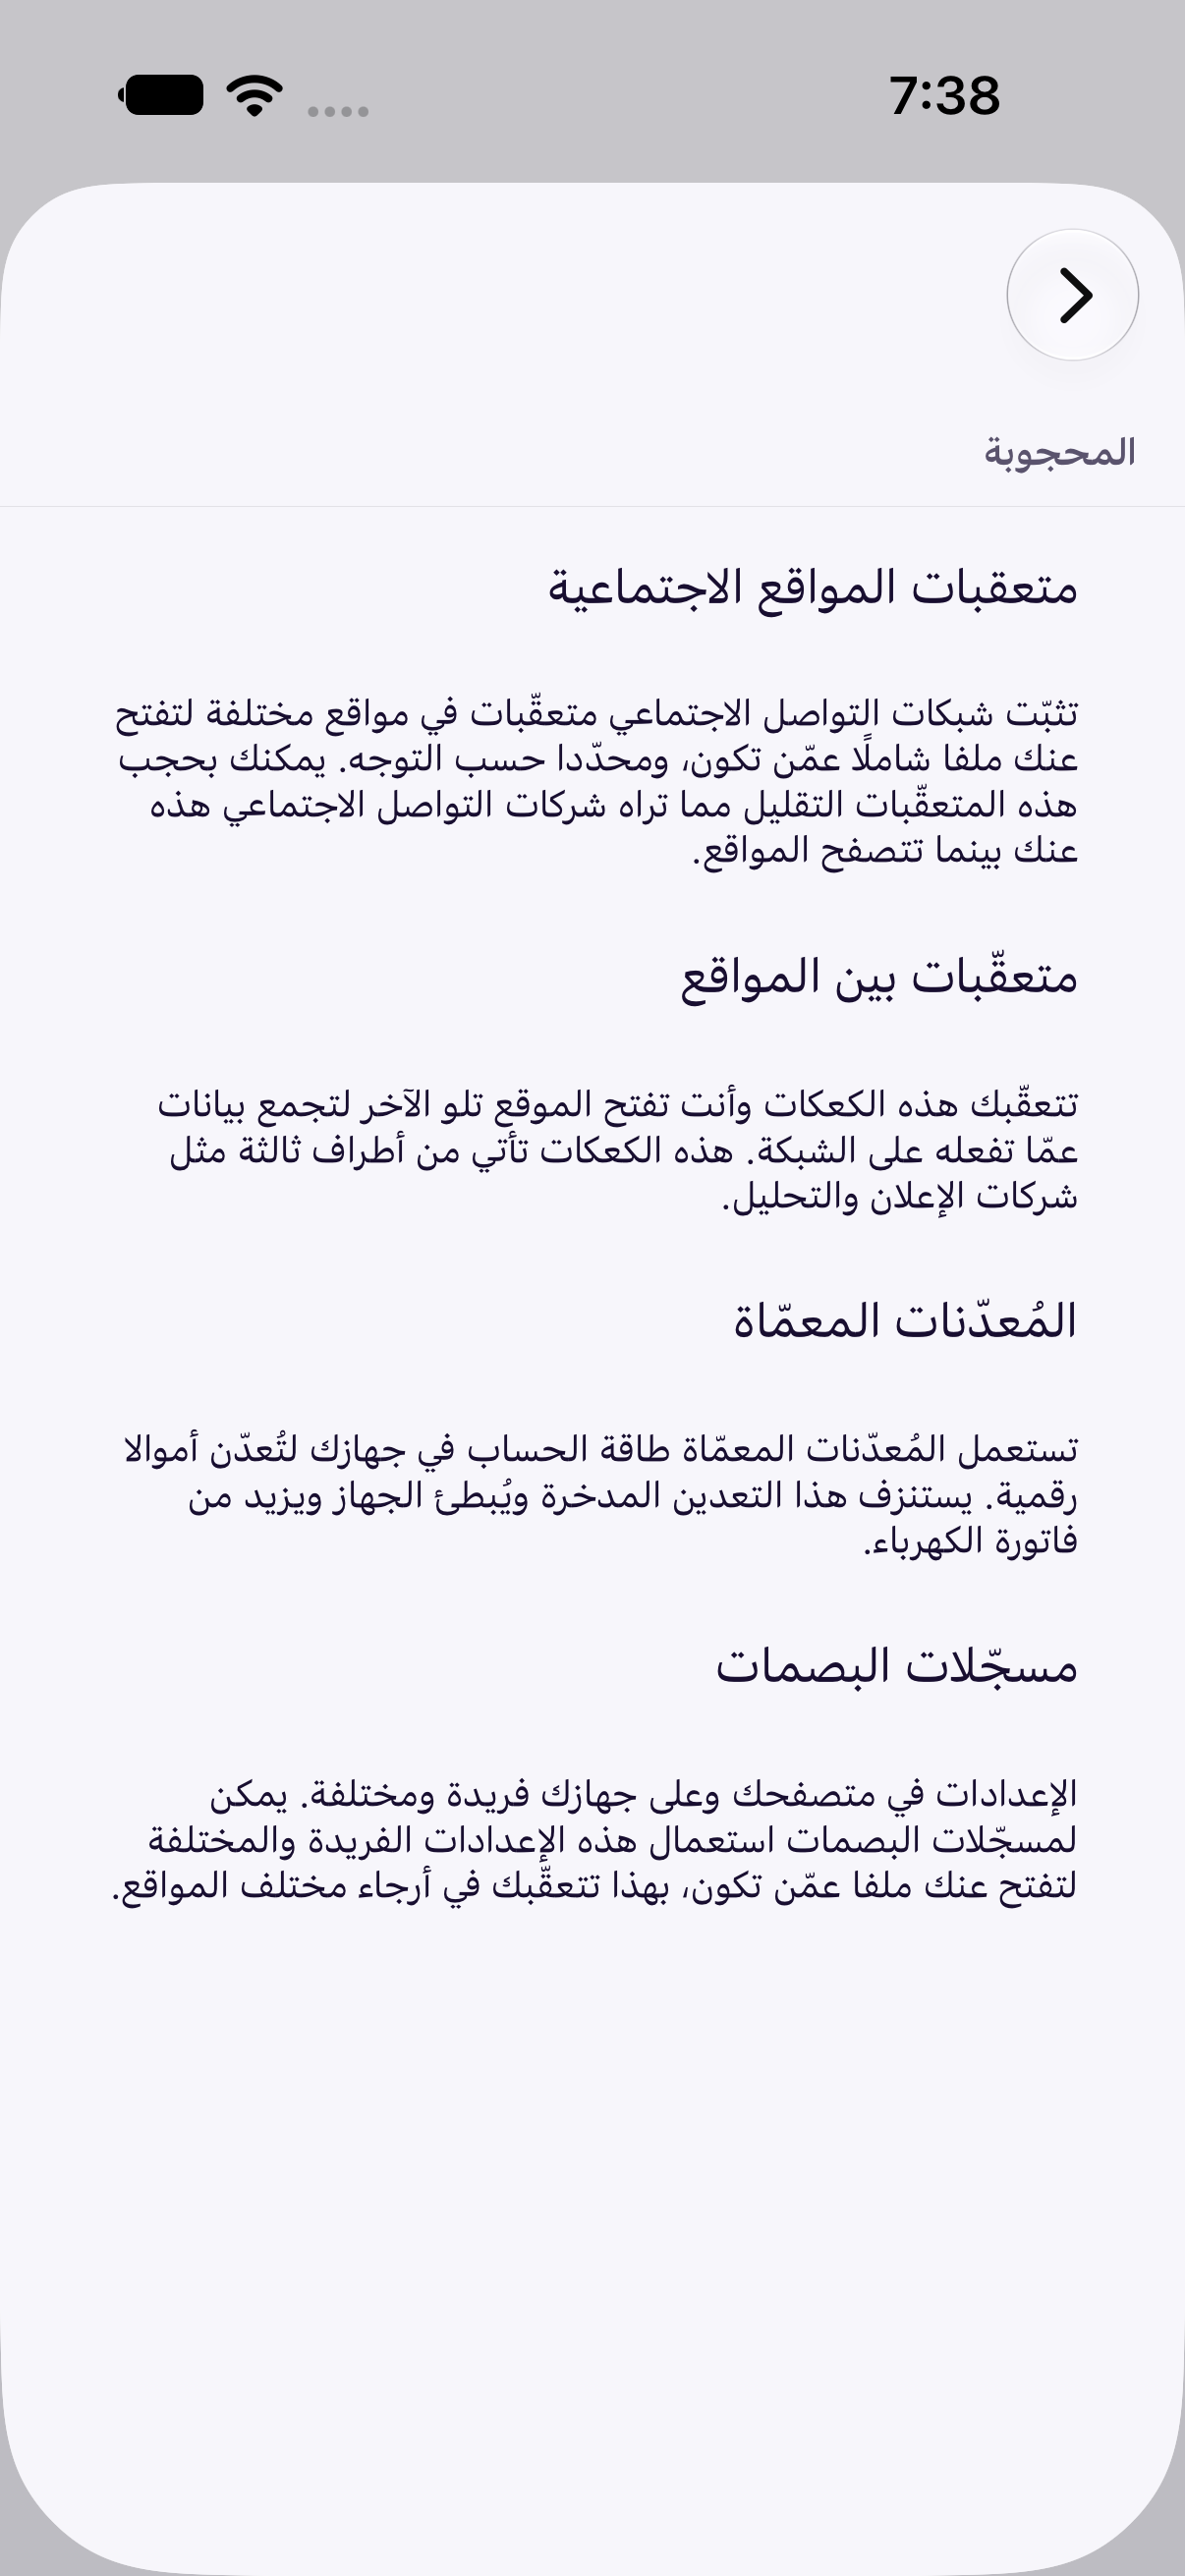 7:38
المحجوبة
متعقبات المواقع الاجتماعية
تثبّت شبكات التواصل الاجتماعي متعقّبات في مواقع مختلفة لتفتح
عنك ملفا شاملًا عمّن تكون، ومحدّدا حسب التوجه. يمكنك بحجب
هذه المتعقّبات التقليل مما تراه شركات التواصل الاجتماعي هذه
عنك بينما تتصفح المواقع.
متعقّبات بين المواقع
تتعقّبك هذه الكعكات وأنت تفتح الموقع تلو الآخر لتجمع بيانات
عمّا تفعله على الشبكة. هذه الكعكات تأتي من أطراف ثالثة مثل
شركات الإعلان والتحليل.
المُعدّنات المعمّاة
تستعمل المُعدّنات المعمّاة طاقة الحساب في جهازك لتُعدّن أموالا
رقمية. يستنزف هذا التعدين المدخرة ويُبطئ الجهاز ويزيد من
فاتورة الكهرباء.
مسجّلات البصمات
الإعدادات في متصفحك وعلى جهازك فريدة ومختلفة. يمكن
لمسجّلات البصمات استعمال هذه الإعدادات الفريدة والمختلفة
لتفتح عنك ملفا عمّن تكون، بهذا تتعقّبك في أرجاء مختلف المواقع.